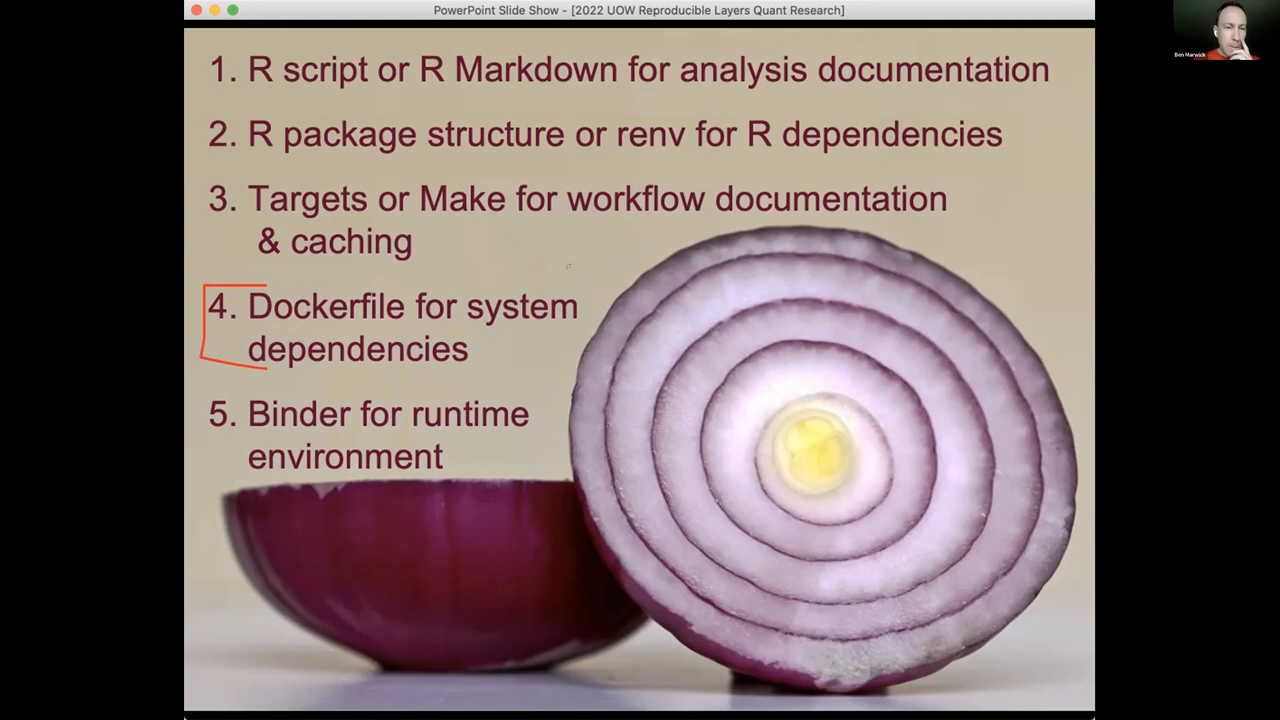 PowerPoint Slide Show - [2022 UOW Reproducible Layers Quant Research]
Ben Marwick
1. R script or R Markdown for analysis documentation
2. R package structure or renv for R dependencies
3. Targets or Make for workflow documentation
& caching
4. Dockerfile for system
dependencies
5. Binder for runtime
environment